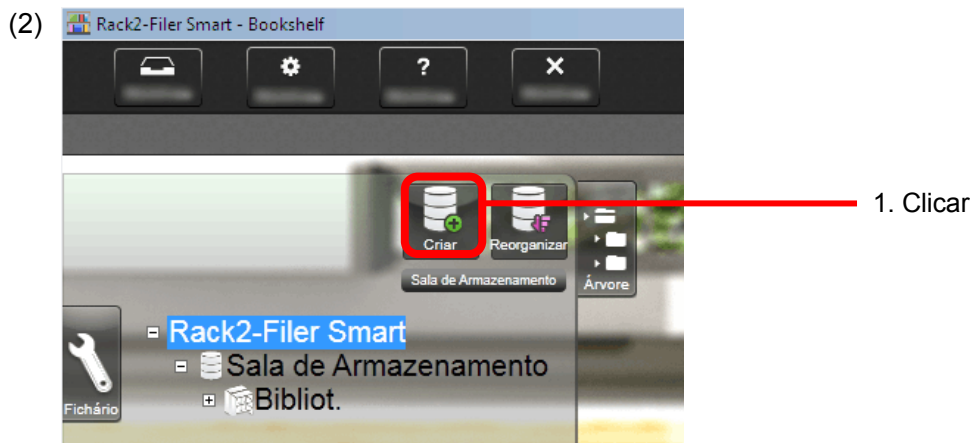 (2)
Rack2-Filer Smart - Bookshelf
?
1. Clicar
Criar
Reorganizar
Sala de Armazenamento
Árvore
Rack2-Filer Smart
Sala de Armazenamento
Bibliot.
Fichário